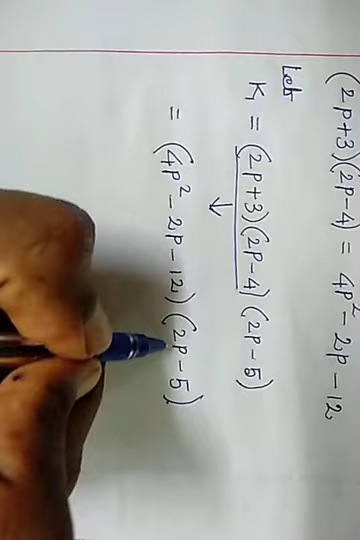 (2p+3)(2p-4) = 4p² - 2p - 12
Let
K₁ = (2p+3)(2p-4)(2p-5)
= (4p² - 2p - 12)(2p-5)